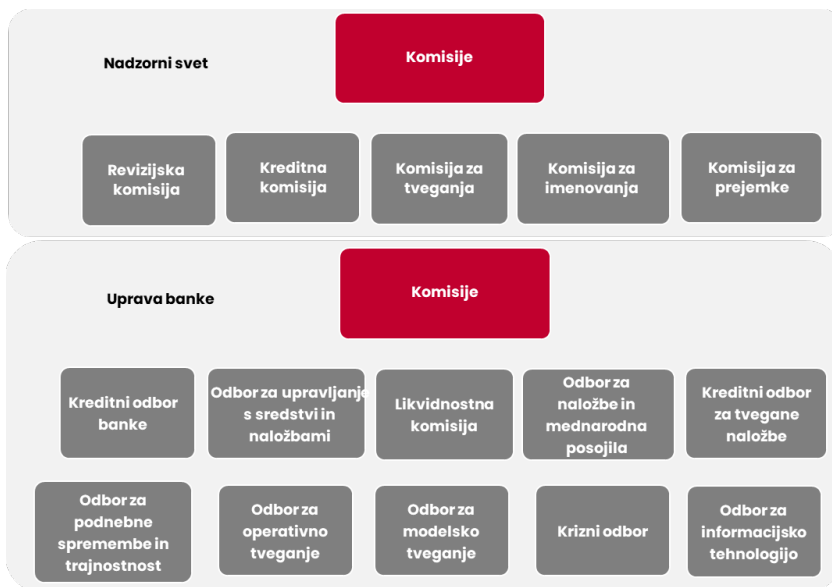 Nadzorni svet
Komisije
Revizijska
komisija
Kreditna
komisija
Komisija za
tveganja
Komisija za
imenovanja
Komisija za
prejemke
Uprava banke
Komisije
Kreditni odbor
banke
Odbor za upravljanje
s sredstvi in
naložbami
Likvidnostna
komisija
Odbor za
naložbe in
mednarodna
posojila
Kreditni odbor
za tvegane
naložbe
Odbor za
podnebne
spremembe in
trajnostnost
Odbor za
operativno
tveganje
Odbor za
modelsko
tveganje
Krizni odbor
Odbor za
informacijsko
tehnologijo